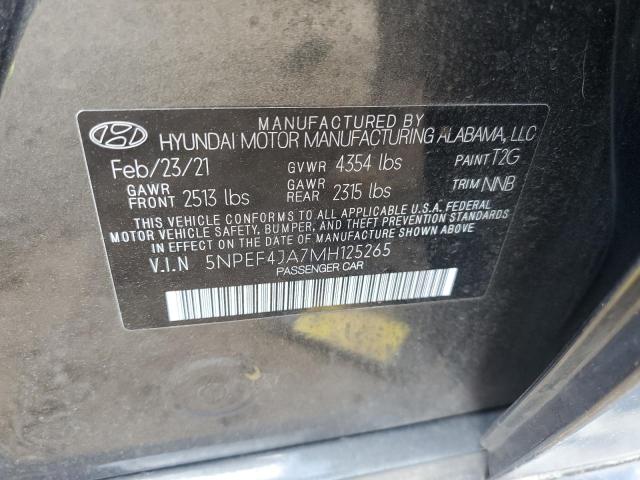 MANUFACTURED BY
HYUNDAI MOTOR MANUFACTURING ALABAMA, LLC
Feb/23/21 GVWR 4354 lbs PAINT T2G
GAWR FRONT 2513 lbs GAWR REAR 2315 lbs TRIM NNB
THIS VEHICLE CONFORMS TO ALL APPLICABLE U.S.A. FEDERAL
MOTOR VEHICLE SAFETY, BUMPER, AND THEFT PREVENTION STANDARDS
IN EFFECT ON THE DATE OF MANUFACTURE SHOWN ABOVE.
V.I.N 5NPEF4JA7MH125265
PASSENGER CAR